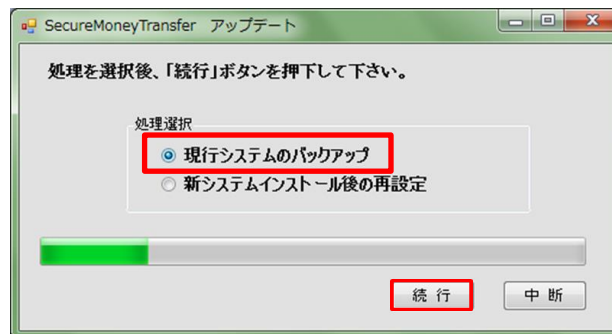 SecureMoneyTransfer アップデート
処理を選択後、「続行」ボタンを押下して下さい。
処理選択
現行システムのバックアップ
新システムインストール後の再設定
続 行
中 断